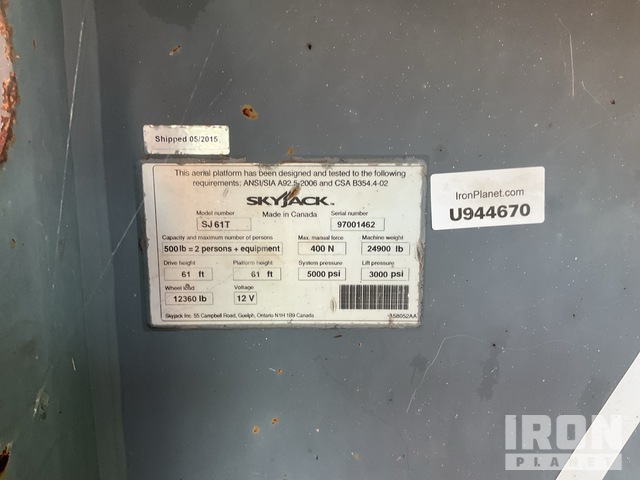 Shipped 05/2015
This aerial platform has been designed and tested to the following
requirements; ANSI/SIA A92.5-2006 and CSA B354.4-02
SKYJACK
Model number Made in Canada Serial number
SJ 61T 97001462
Capacity and maximum number of persons Max. manual force Machine weight
500 lb = 2 persons + equipment 400 N 24900 lb
Drive height Platform height System pressure Lift pressure
61 ft 61 ft 5000 psi 3000 psi
Wheel load Voltage
12360 lb 12 V
Skyjack Inc. 55 Campbell Road, Guelph, Ontario N1H 1B9 Canada 158052AA
IronPlanet.com
U944670
IRON
PLANET